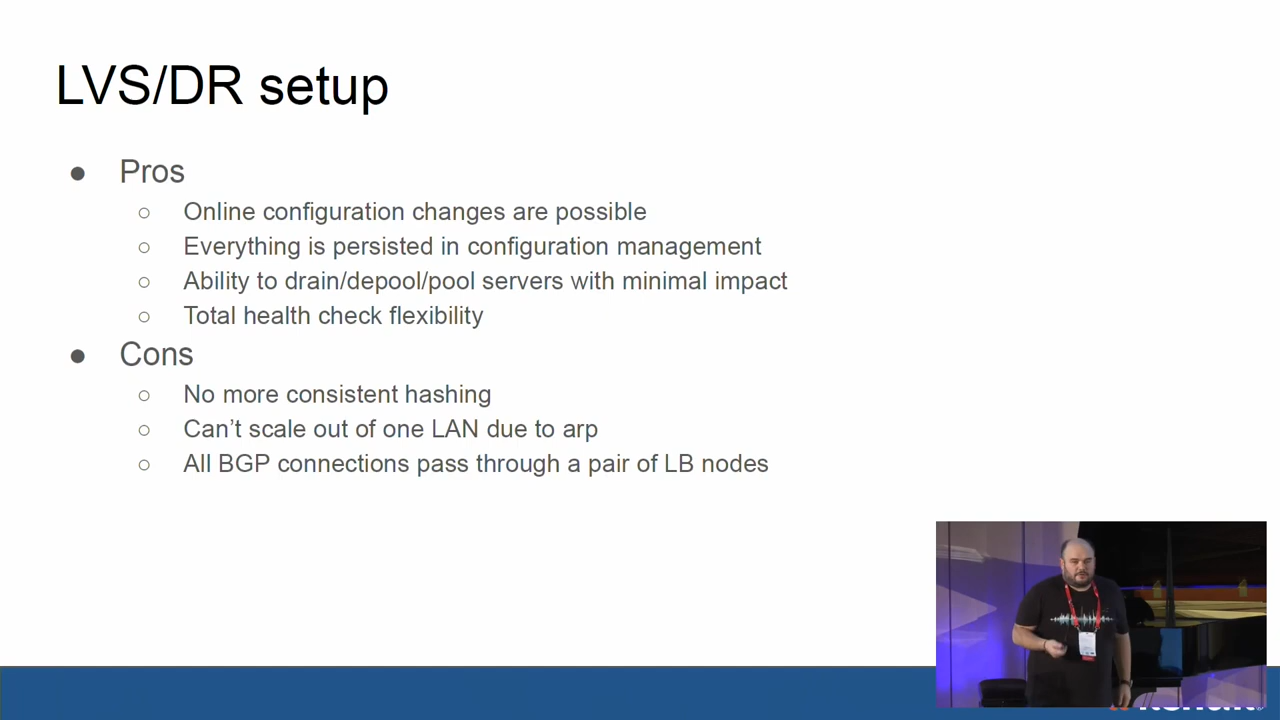 LVS/DR setup
● Pros
○ Online configuration changes are possible
○ Everything is persisted in configuration management
○ Ability to drain/depool/pool servers with minimal impact
○ Total health check flexibility
● Cons
○ No more consistent hashing
○ Can’t scale out of one LAN due to arp
○ All BGP connections pass through a pair of LB nodes